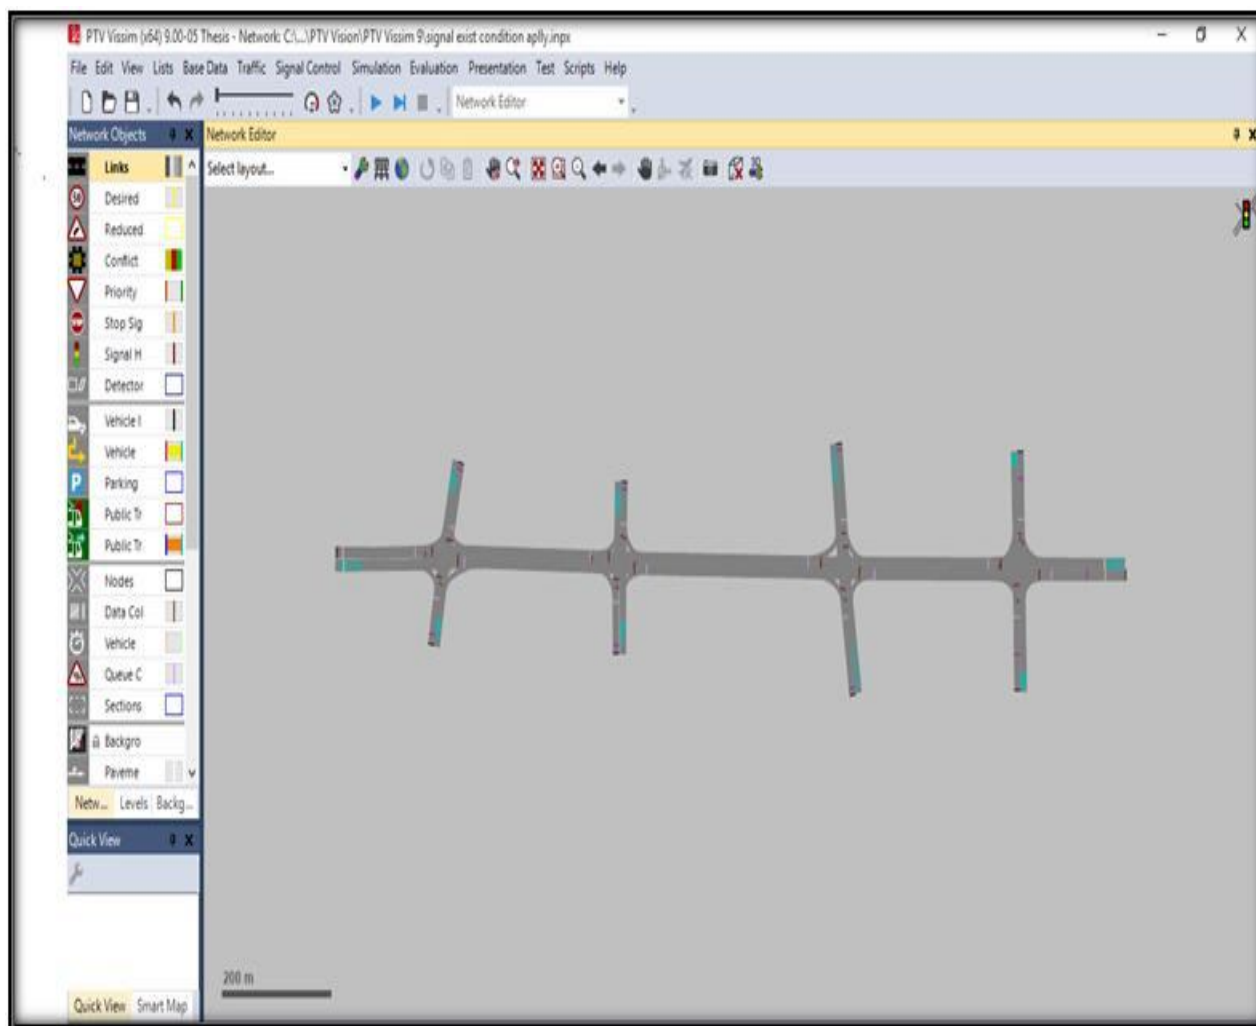 PTV Vissim (x64) 9.00-05 Thesis - Network: C:\...\PTV Vision\PTV Vissim 9\signal exist condition aplly.inpx
File Edit View Lists Base Data Traffic Signal Control Simulation Evaluation Presentation Test Scripts Help
Network Editor
Network Objects
Network Editor
Select layout...
Links
50
Desired
Reduced
Conflict
Priority
STOP
Stop Sig
Signal H
Detector
Vehicle I
Vehicle
P
Parking
Public Tr
Public Tr
Nodes
Data Col
Vehicle
Queue C
Sections
Backgro
Paveme
Netw... Levels Backg...
Quick View
200 m
Quick View Smart Map